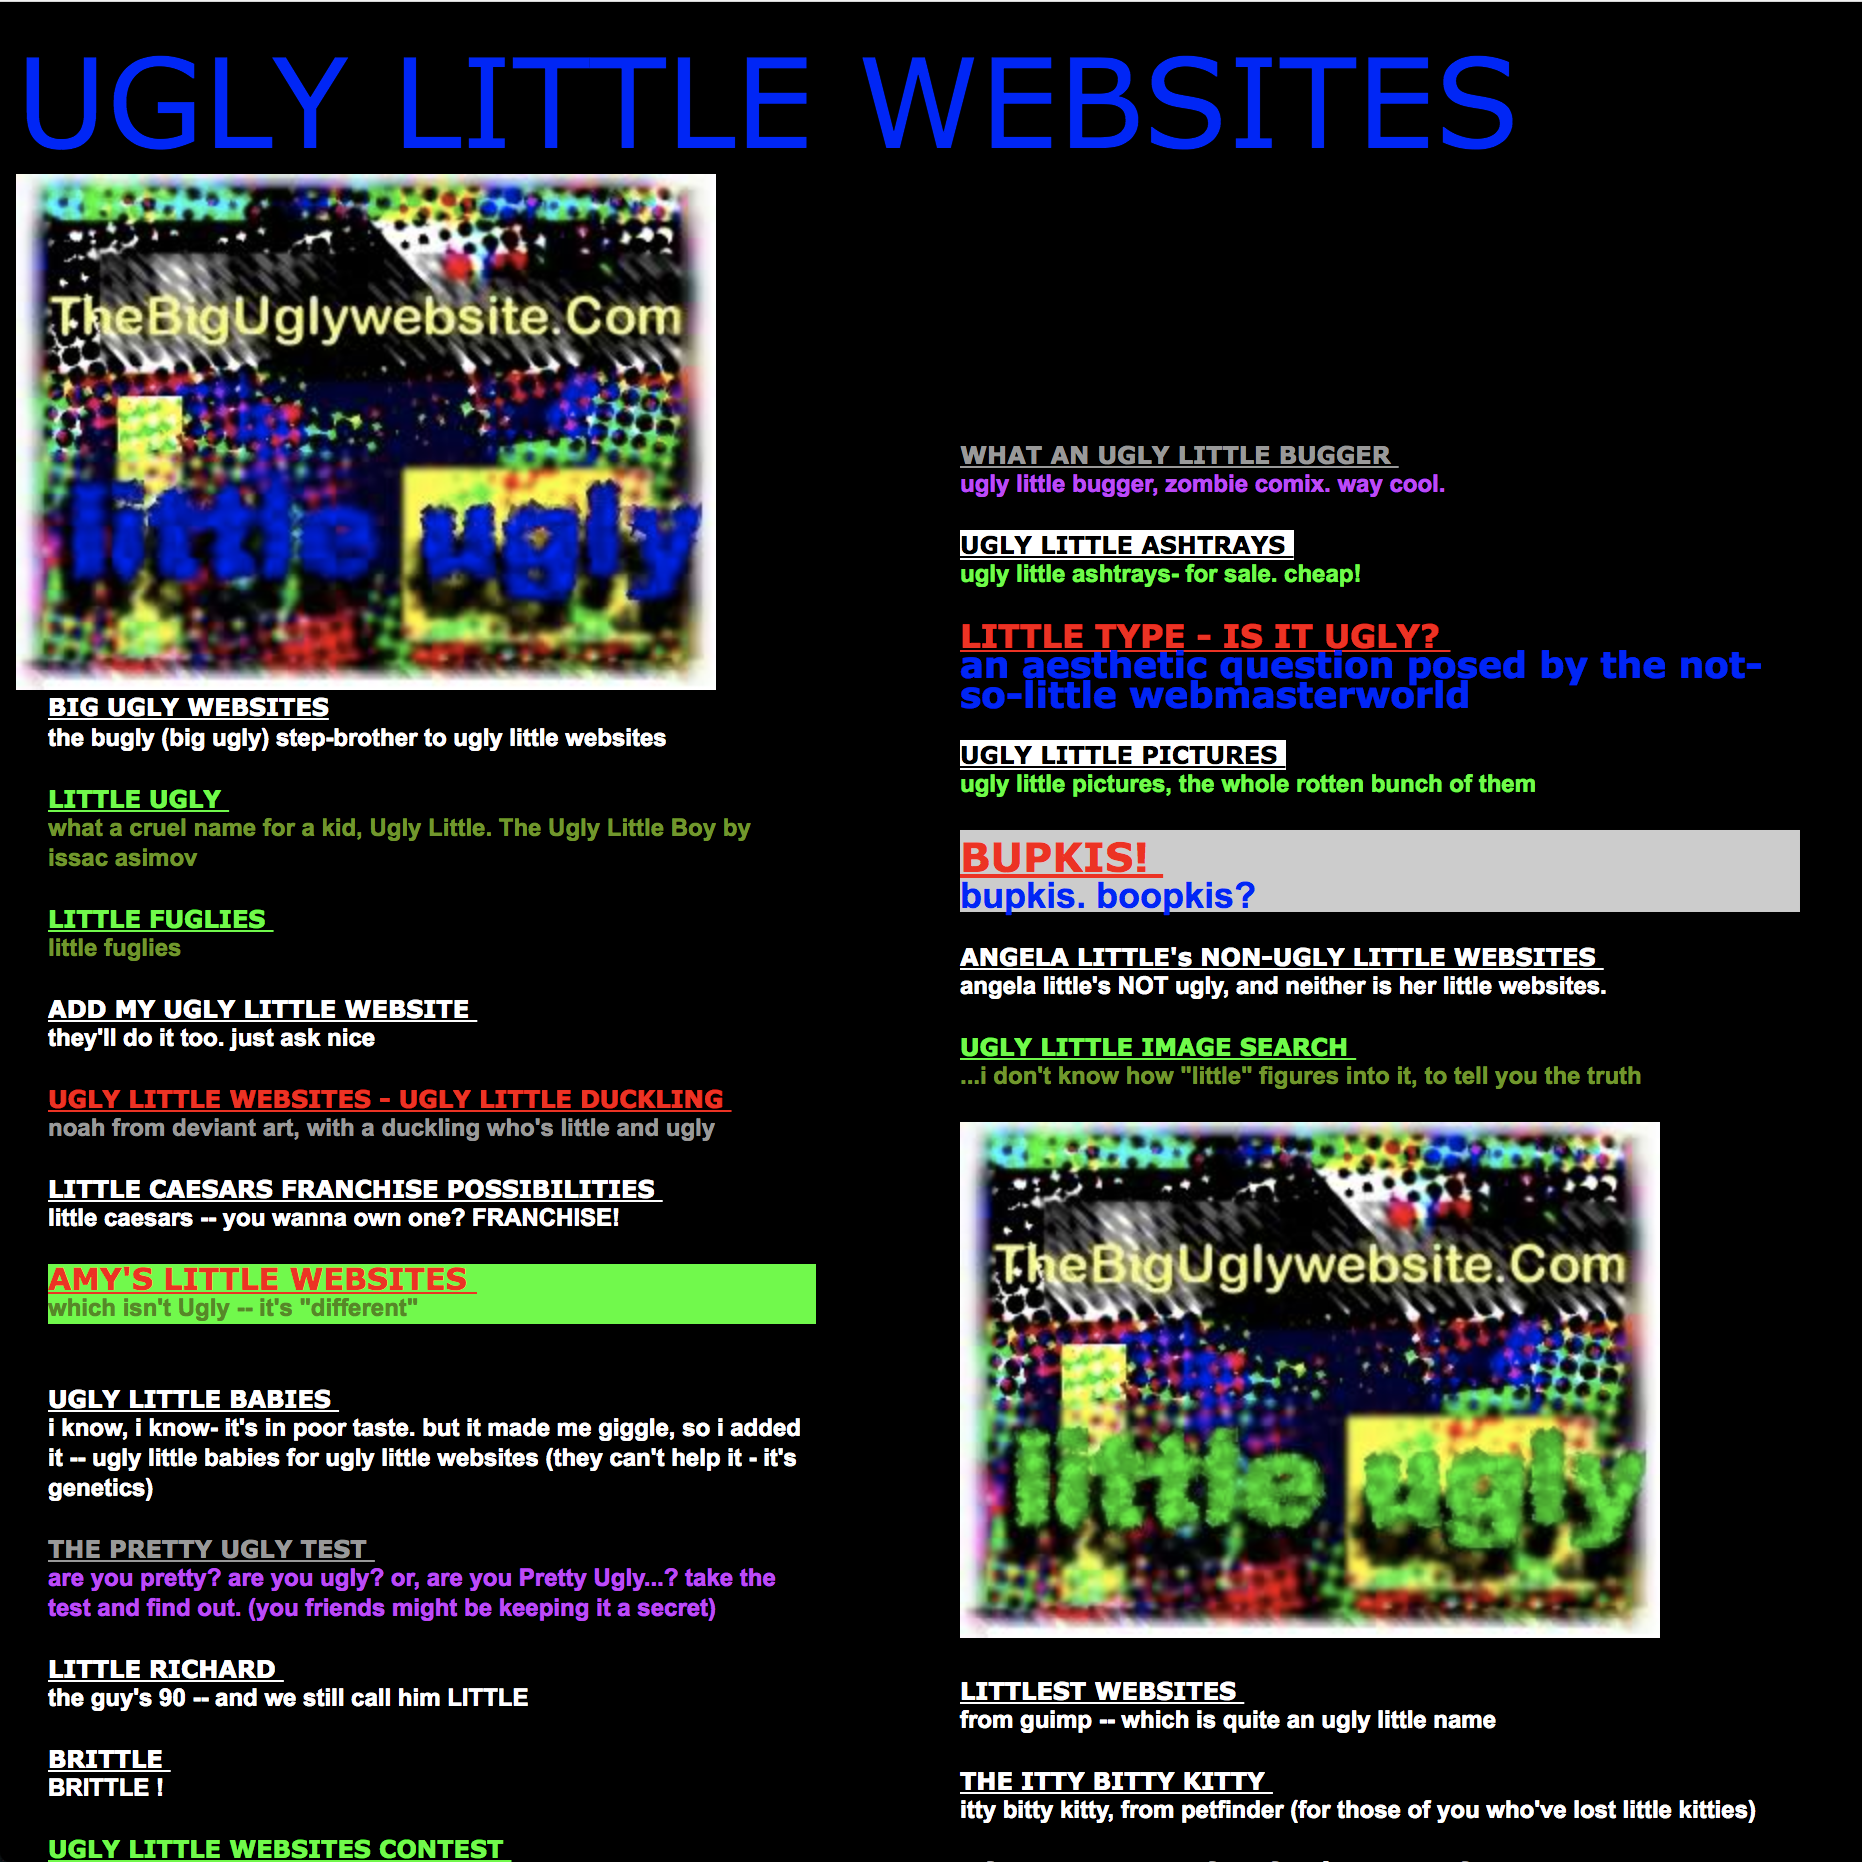 UGLY LITTLE WEBSITES
TheBigUglywebsite.Com
little ugly
BIG UGLY WEBSITES
the bugly (big ugly) step-brother to ugly little websites
LITTLE UGLY
what a cruel name for a kid, Ugly Little. The Ugly Little Boy by
issac asimov
LITTLE FUGLIES
little fuglies
ADD MY UGLY LITTLE WEBSITE
they'll do it too. just ask nice
UGLY LITTLE WEBSITES - UGLY LITTLE DUCKLING
noah from deviant art, with a duckling who's little and ugly
LITTLE CAESARS FRANCHISE POSSIBILITIES
little caesars -- you wanna own one? FRANCHISE!
AMY'S LITTLE WEBSITES
which isn't Ugly -- it's "different"
UGLY LITTLE BABIES
i know, i know- it's in poor taste. but it made me giggle, so i added
it -- ugly little babies for ugly little websites (they can't help it - it's
genetics)
THE PRETTY UGLY TEST
are you pretty? are you ugly? or, are you Pretty Ugly...? take the
test and find out. (you friends might be keeping it a secret)
LITTLE RICHARD
the guy's 90 -- and we still call him LITTLE
BRITTLE
BRITTLE !
UGLY LITTLE WEBSITES CONTEST
WHAT AN UGLY LITTLE BUGGER
ugly little bugger, zombie comix. way cool.
UGLY LITTLE ASHTRAYS
ugly little ashtrays- for sale. cheap!
LITTLE TYPE - IS IT UGLY?
an aesthetic question posed by the not-
so-little webmasterworld
UGLY LITTLE PICTURES
ugly little pictures, the whole rotten bunch of them
BUPKIS!
bupkis. boopkis?
ANGELA LITTLE's NON-UGLY LITTLE WEBSITES
angela little's NOT ugly, and neither is her little websites.
UGLY LITTLE IMAGE SEARCH
...i don't know how "little" figures into it, to tell you the truth
TheBigUglywebsite.Com
little ugly
LITTLEST WEBSITES
from guimp -- which is quite an ugly little name
THE ITTY BITTY KITTY
itty bitty kitty, from petfinder (for those of you who've lost little kitties)